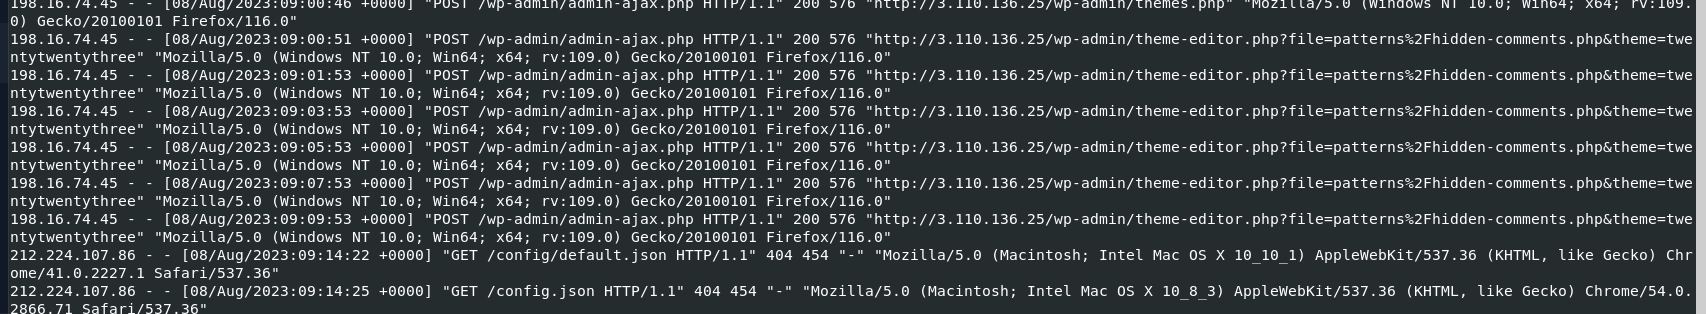 198.16.74.45 - - [08/Aug/2023:09:00:46 +0000] "POST /wp-admin/admin-ajax.php HTTP/1.1" 200 576 "http://3.110.136.25/wp-admin/themes.php" "Mozilla/5.0 (Windows NT 10.0; Win64; x64; rv:109.
0) Gecko/20100101 Firefox/116.0"
198.16.74.45 - - [08/Aug/2023:09:00:51 +0000] "POST /wp-admin/admin-ajax.php HTTP/1.1" 200 576 "http://3.110.136.25/wp-admin/theme-editor.php?file=patterns%2Fhidden-comments.php&theme=twe
ntytwentythree" "Mozilla/5.0 (Windows NT 10.0; Win64; x64; rv:109.0) Gecko/20100101 Firefox/116.0"
198.16.74.45 - - [08/Aug/2023:09:01:53 +0000] "POST /wp-admin/admin-ajax.php HTTP/1.1" 200 576 "http://3.110.136.25/wp-admin/theme-editor.php?file=patterns%2Fhidden-comments.php&theme=twe
ntytwentythree" "Mozilla/5.0 (Windows NT 10.0; Win64; x64; rv:109.0) Gecko/20100101 Firefox/116.0"
198.16.74.45 - - [08/Aug/2023:09:03:53 +0000] "POST /wp-admin/admin-ajax.php HTTP/1.1" 200 576 "http://3.110.136.25/wp-admin/theme-editor.php?file=patterns%2Fhidden-comments.php&theme=twe
ntytwentythree" "Mozilla/5.0 (Windows NT 10.0; Win64; x64; rv:109.0) Gecko/20100101 Firefox/116.0"
198.16.74.45 - - [08/Aug/2023:09:05:53 +0000] "POST /wp-admin/admin-ajax.php HTTP/1.1" 200 576 "http://3.110.136.25/wp-admin/theme-editor.php?file=patterns%2Fhidden-comments.php&theme=twe
ntytwentythree" "Mozilla/5.0 (Windows NT 10.0; Win64; x64; rv:109.0) Gecko/20100101 Firefox/116.0"
198.16.74.45 - - [08/Aug/2023:09:07:53 +0000] "POST /wp-admin/admin-ajax.php HTTP/1.1" 200 576 "http://3.110.136.25/wp-admin/theme-editor.php?file=patterns%2Fhidden-comments.php&theme=twe
ntytwentythree" "Mozilla/5.0 (Windows NT 10.0; Win64; x64; rv:109.0) Gecko/20100101 Firefox/116.0"
198.16.74.45 - - [08/Aug/2023:09:09:53 +0000] "POST /wp-admin/admin-ajax.php HTTP/1.1" 200 576 "http://3.110.136.25/wp-admin/theme-editor.php?file=patterns%2Fhidden-comments.php&theme=twe
ntytwentythree" "Mozilla/5.0 (Windows NT 10.0; Win64; x64; rv:109.0) Gecko/20100101 Firefox/116.0"
212.224.107.86 - - [08/Aug/2023:09:14:22 +0000] "GET /config/default.json HTTP/1.1" 404 454 "-" "Mozilla/5.0 (Macintosh; Intel Mac OS X 10_10_1) AppleWebKit/537.36 (KHTML, like Gecko) Chr
ome/41.0.2227.1 Safari/537.36"
212.224.107.86 - - [08/Aug/2023:09:14:25 +0000] "GET /config.json HTTP/1.1" 404 454 "-" "Mozilla/5.0 (Macintosh; Intel Mac OS X 10_8_3) AppleWebKit/537.36 (KHTML, like Gecko) Chrome/54.0.
2866.71 Safari/537.36"